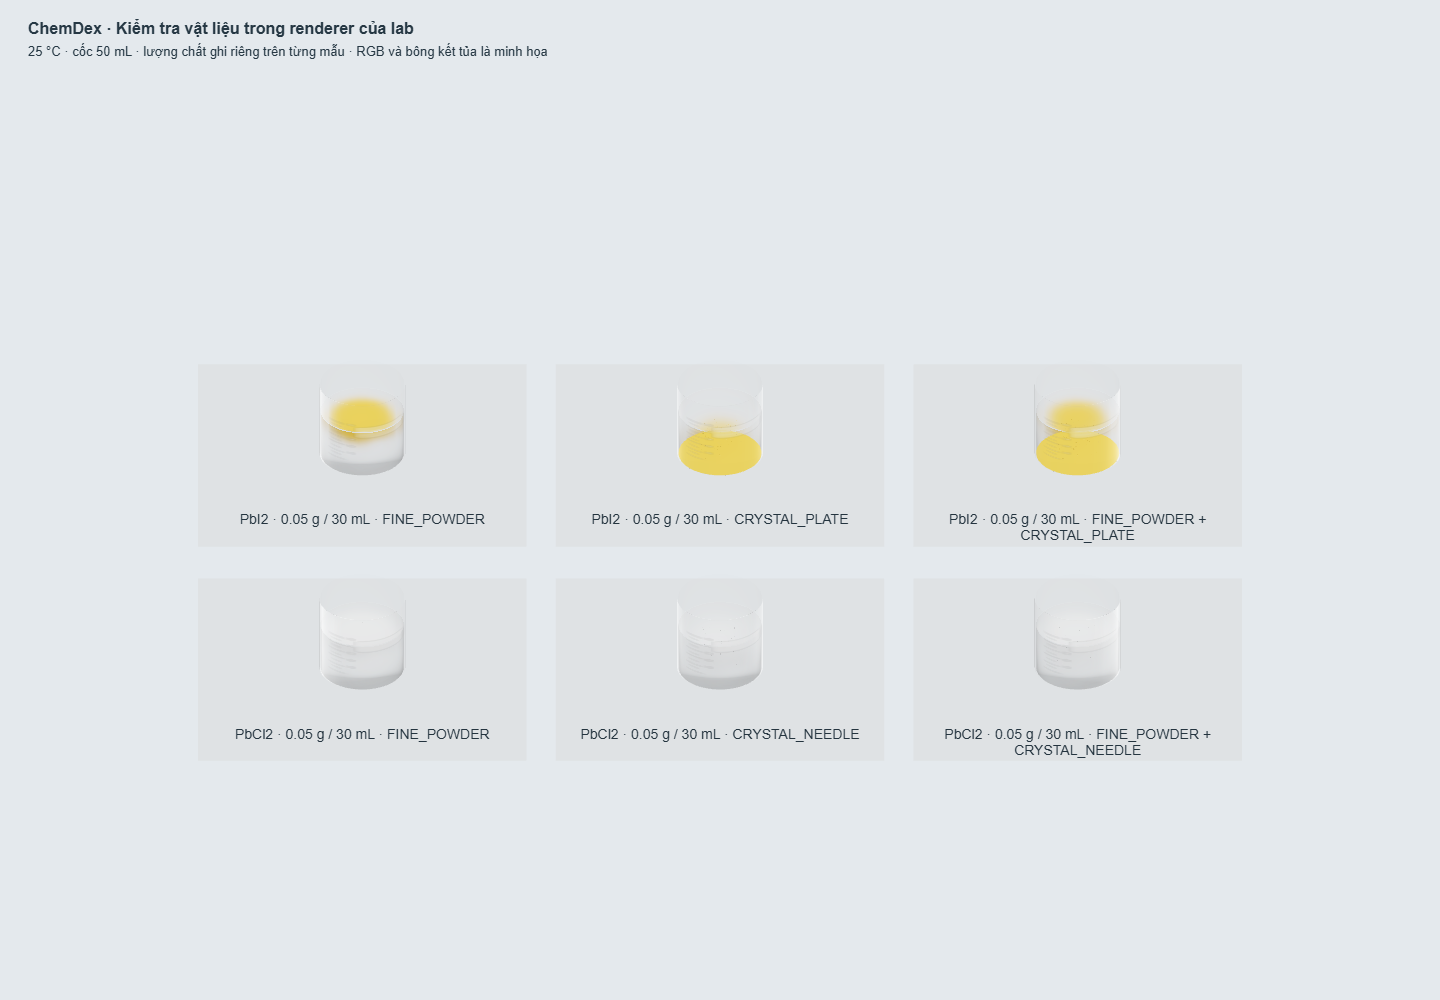 ChemDex · Kiểm tra vật liệu trong renderer của lab
25 °C · cốc 50 mL · lượng chất ghi riêng trên từng mẫu · RGB và bông kết tủa là minh họa
PbI2 · 0.05 g / 30 mL · FINE_POWDER
PbI2 · 0.05 g / 30 mL · CRYSTAL_PLATE
PbI2 · 0.05 g / 30 mL · FINE_POWDER +
CRYSTAL_PLATE
PbCl2 · 0.05 g / 30 mL · FINE_POWDER
PbCl2 · 0.05 g / 30 mL · CRYSTAL_NEEDLE
PbCl2 · 0.05 g / 30 mL · FINE_POWDER +
CRYSTAL_NEEDLE